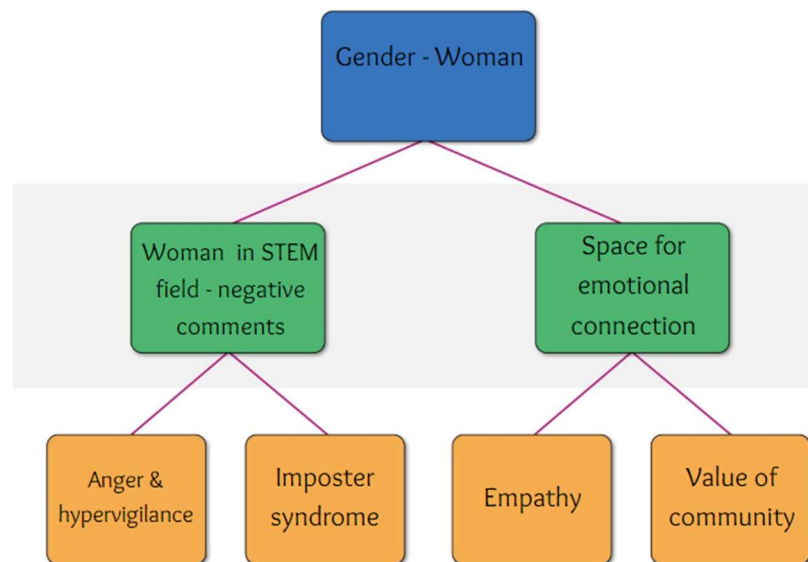 Gender - Woman
Woman in STEM
field - negative
comments
Space for
emotional
connection
Anger &
hypervigilance
Imposter
syndrome
Empathy
Value of
community